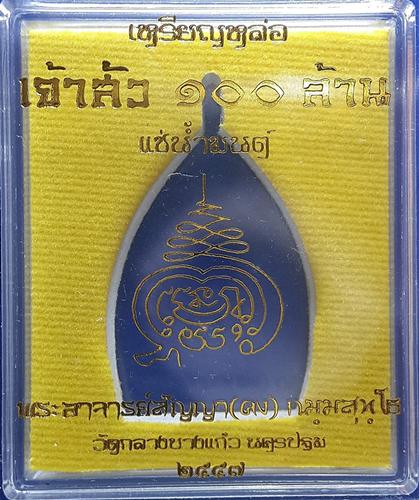 เหรียญหล่อ
เจ้าสัว ๑๐๐ ล้าน
แช่น้ำมนต์
พระอาจารย์สัญญา(คง) กมฺมสุทฺโธ
วัดกลางบางแก้ว นครปฐม
๒๕๔๗